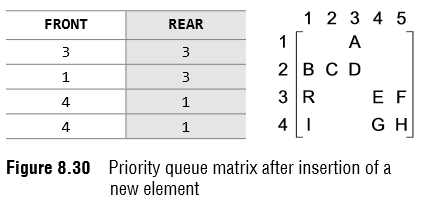 FRONT REAR
3 3
1 3
4 1
4 1
1 2 3 4 5
1 A
2 B C D
3 R E F
4 I G H
Figure 8.30 Priority queue matrix after insertion of a
new element